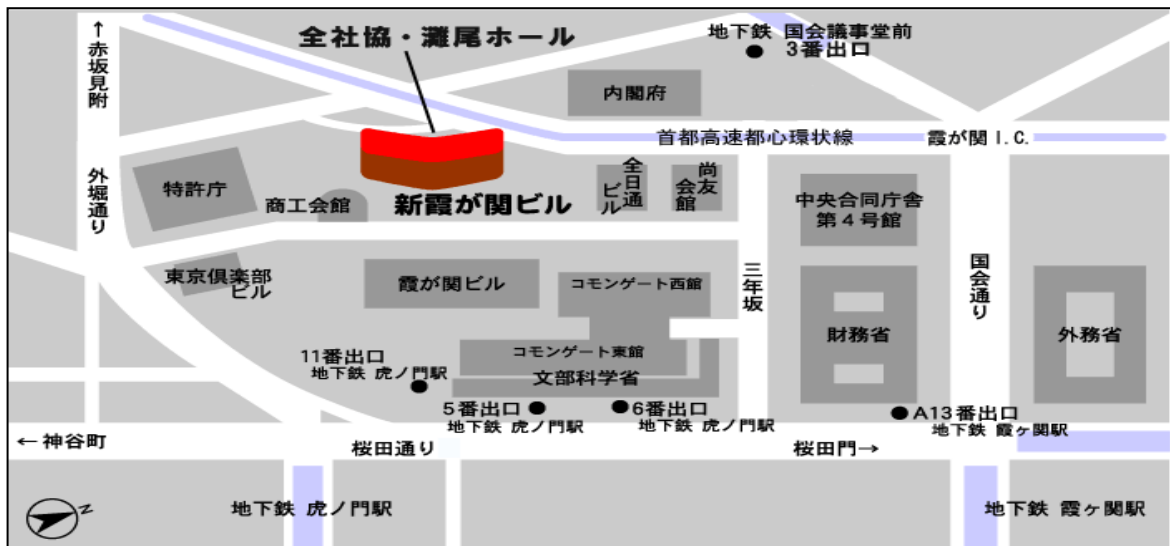 ↑赤坂見附
全社協・灘尾ホール
地下鉄 国会議事堂前
3番出口
内閣府
首都高速都心環状線
霞が関 I.C.
外堀通り
特許庁
商工会館
新霞が関ビル
全日通
ビル
尚友
会館
中央合同庁舎
第4号館
東京倶楽部
ビル
霞が関ビル
コモンゲート西館
三年坂
国会通り
財務省
外務省
コモンゲート東館
文部科学省
11番出口
地下鉄 虎ノ門駅
5番出口
地下鉄 虎ノ門駅
6番出口
地下鉄 虎ノ門駅
A13番出口
地下鉄 霞ヶ関駅
←神谷町
桜田通り
桜田門→
地下鉄 虎ノ門駅
地下鉄 霞ヶ関駅
N